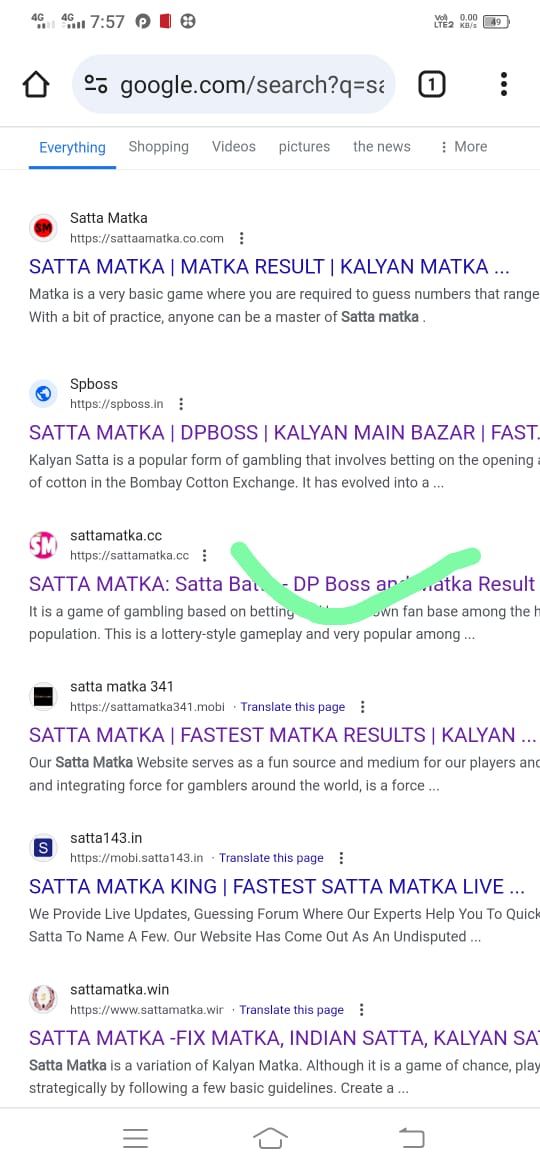 4G 4G 7:57 Vo) LTE2 0.00 KB/s 49
google.com/search?q=sa
1
Everything Shopping Videos pictures the news More
SM
Satta Matka
https://sattaamatka.co.com
SATTA MATKA | MATKA RESULT | KALYAN MATKA ...
Matka is a very basic game where you are required to guess numbers that range
With a bit of practice, anyone can be a master of Satta matka .
Spboss
https://spboss.in
SATTA MATKA | DPBOSS | KALYAN MAIN BAZAR | FAST.
Kalyan Satta is a popular form of gambling that involves betting on the opening
of cotton in the Bombay Cotton Exchange. It has evolved into a ...
SM
sattamatka.cc
https://sattamatka.cc
SATTA MATKA: Satta - DP Boss Matka Result
It is a game of gambling based on betting fan base among the
population. This is a lottery-style gameplay and very popular among ...
satta matka 341
https://sattamatka341.mobi · Translate this page
SATTA MATKA | FASTEST MATKA RESULTS | KALYAN ...
Our Satta Matka Website serves as a fun source and medium for our players
and integrating force for gamblers around the world, is a force ...
S
satta143.in
https://mobi.satta143.in · Translate this page
SATTA MATKA KING | FASTEST SATTA MATKA LIVE ...
We Provide Live Updates, Guessing Forum Where Our Experts Help You To Quick
Satta To Name A Few. Our Website Has Come Out As An Undisputed ...
sattamatka.win
https://www.sattamatka.wir · Translate this page
SATTA MATKA -FIX MATKA, INDIAN SATTA, KALYAN SA
Satta Matka is a variation of Kalyan Matka. Although it is a game of chance, play
strategically by following a few basic guidelines. Create a ...